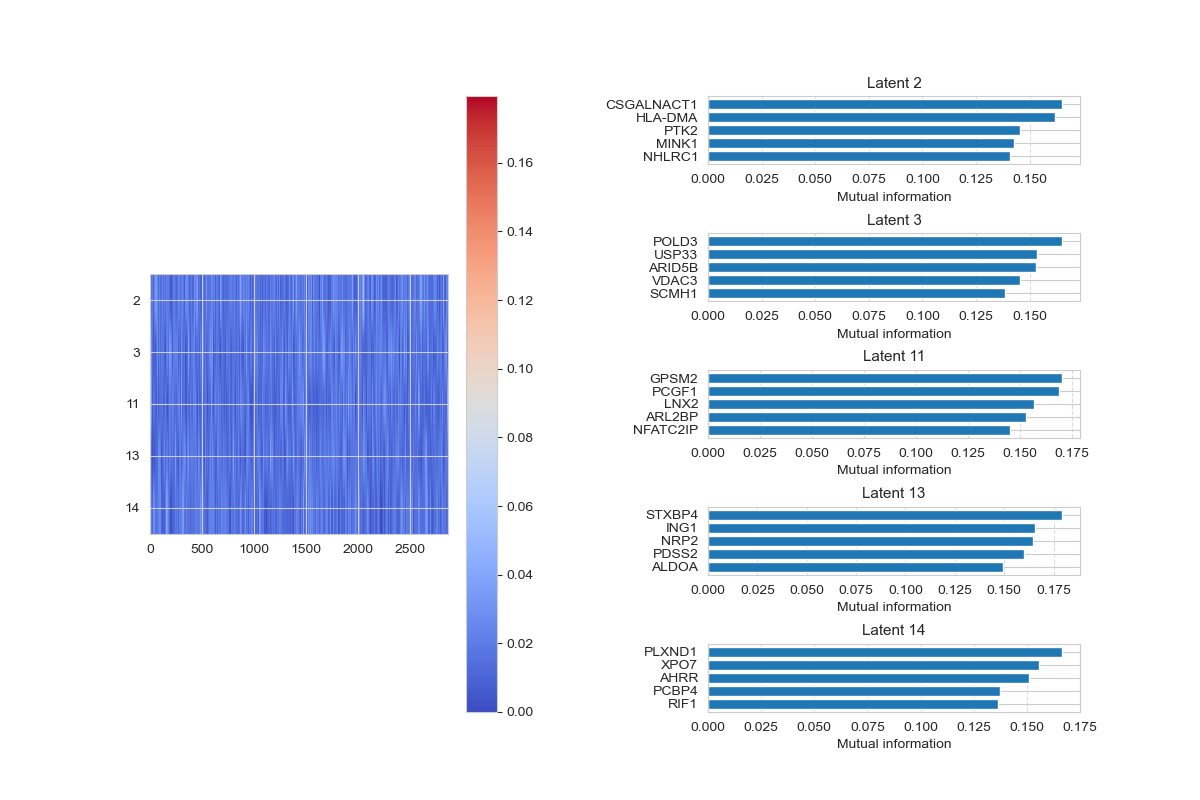 2
3
11
13
14
0 500 1000 1500 2000 2500
0.16
0.14
0.12
0.10
0.08
0.06
0.04
0.02
0.00
Latent 2
CSGALNACT1
HLA-DMA
PTK2
MINK1
NHLRC1
0.000 0.025 0.050 0.075 0.100 0.125 0.150
Mutual information
Latent 3
POLD3
USP33
ARID5B
VDAC3
SCMH1
0.000 0.025 0.050 0.075 0.100 0.125 0.150
Mutual information
Latent 11
GPSM2
PCGF1
LNX2
ARL2BP
NFATC2IP
0.000 0.025 0.050 0.075 0.100 0.125 0.150 0.175
Mutual information
Latent 13
STXBP4
ING1
NRP2
PDSS2
ALDOA
0.000 0.025 0.050 0.075 0.100 0.125 0.150 0.175
Mutual information
Latent 14
PLXND1
XPO7
AHRR
PCBP4
RIF1
0.000 0.025 0.050 0.075 0.100 0.125 0.150 0.175
Mutual information